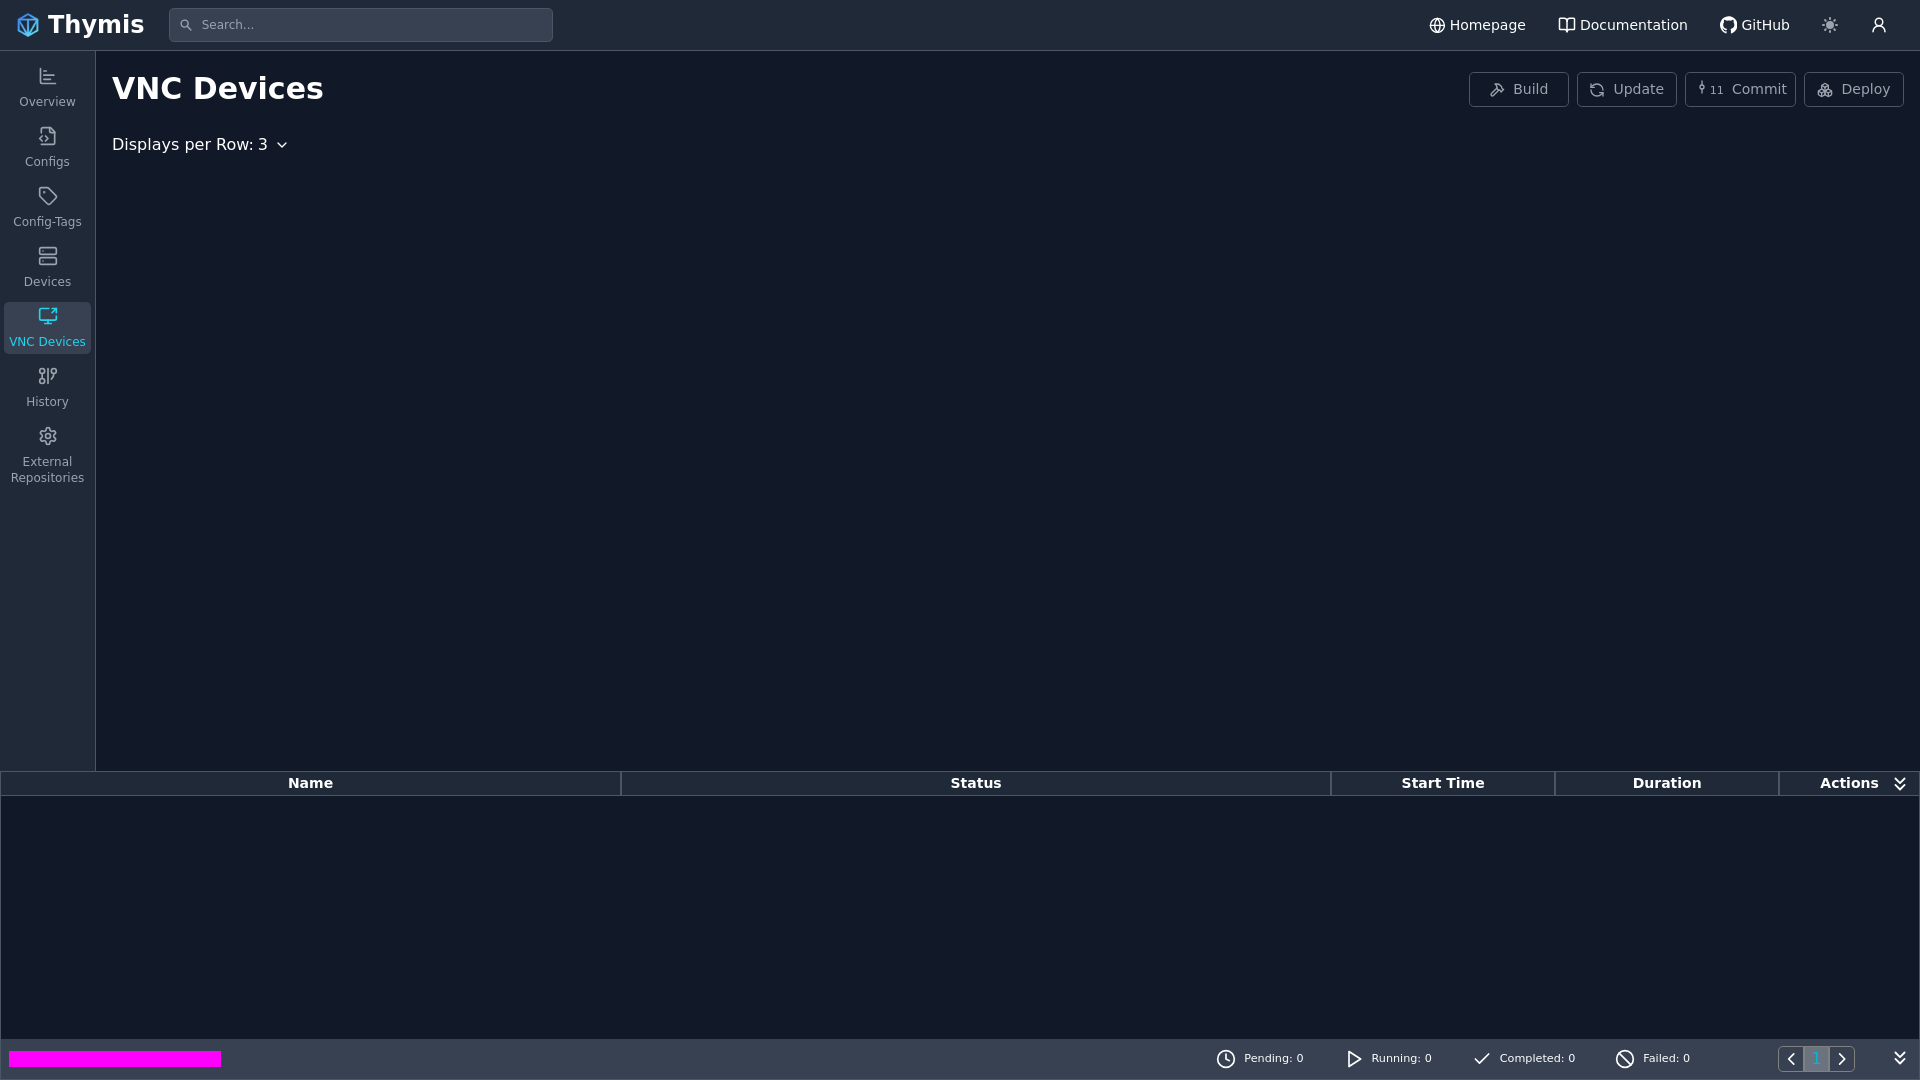 Thymis
Search...
Homepage
Documentation
GitHub
Overview
Configs
Config-Tags
Devices
VNC Devices
History
External
Repositories
VNC Devices
Build
Update
11 Commit
Deploy
Displays per Row: 3
Name
Status
Start Time
Duration
Actions
Pending: 0
Running: 0
Completed: 0
Failed: 0
1